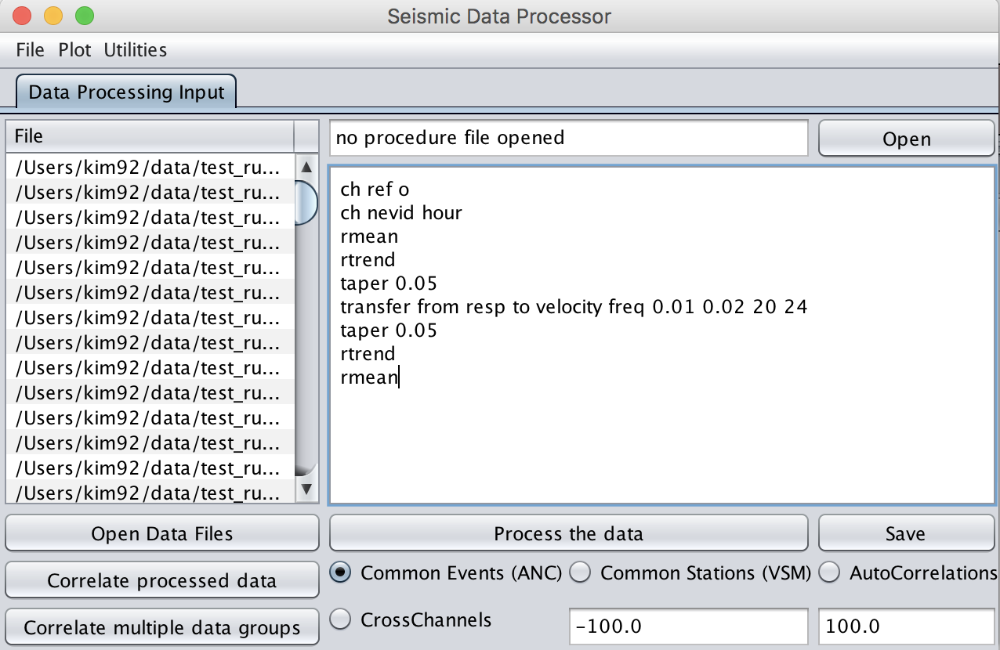 Seismic Data Processor
File Plot Utilities
Data Processing Input
File
no procedure file opened
Open
/Users/kim92/data/test_ru...
/Users/kim92/data/test_ru...
/Users/kim92/data/test_ru...
/Users/kim92/data/test_ru...
/Users/kim92/data/test_ru...
/Users/kim92/data/test_ru...
/Users/kim92/data/test_ru...
/Users/kim92/data/test_ru...
/Users/kim92/data/test_ru...
/Users/kim92/data/test_ru...
/Users/kim92/data/test_ru...
/Users/kim92/data/test_ru...
/Users/kim92/data/test_ru...
/Users/kim92/data/test_ru...
ch ref o
ch nevid hour
rmean
rtrend
taper 0.05
transfer from resp to velocity freq 0.01 0.02 20 24
taper 0.05
rtrend
rmean
Open Data Files
Process the data
Save
Correlate processed data
Common Events (ANC)
Common Stations (VSM)
AutoCorrelations
Correlate multiple data groups
CrossChannels
-100.0
100.0